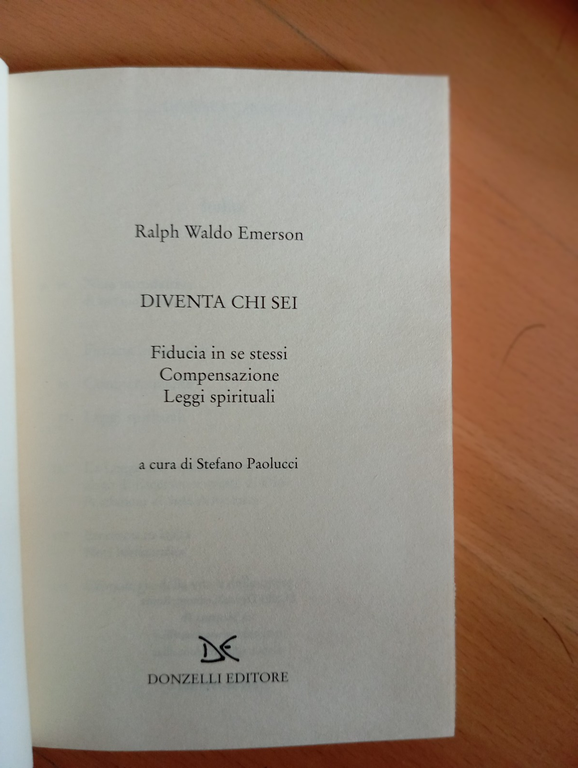 Ralph Waldo Emerson
DIVENTA CHI SEI
Fiducia in se stessi
Compensazione
Leggi spirituali
a cura di Stefano Paolucci
DE
DONZELLI EDITORE